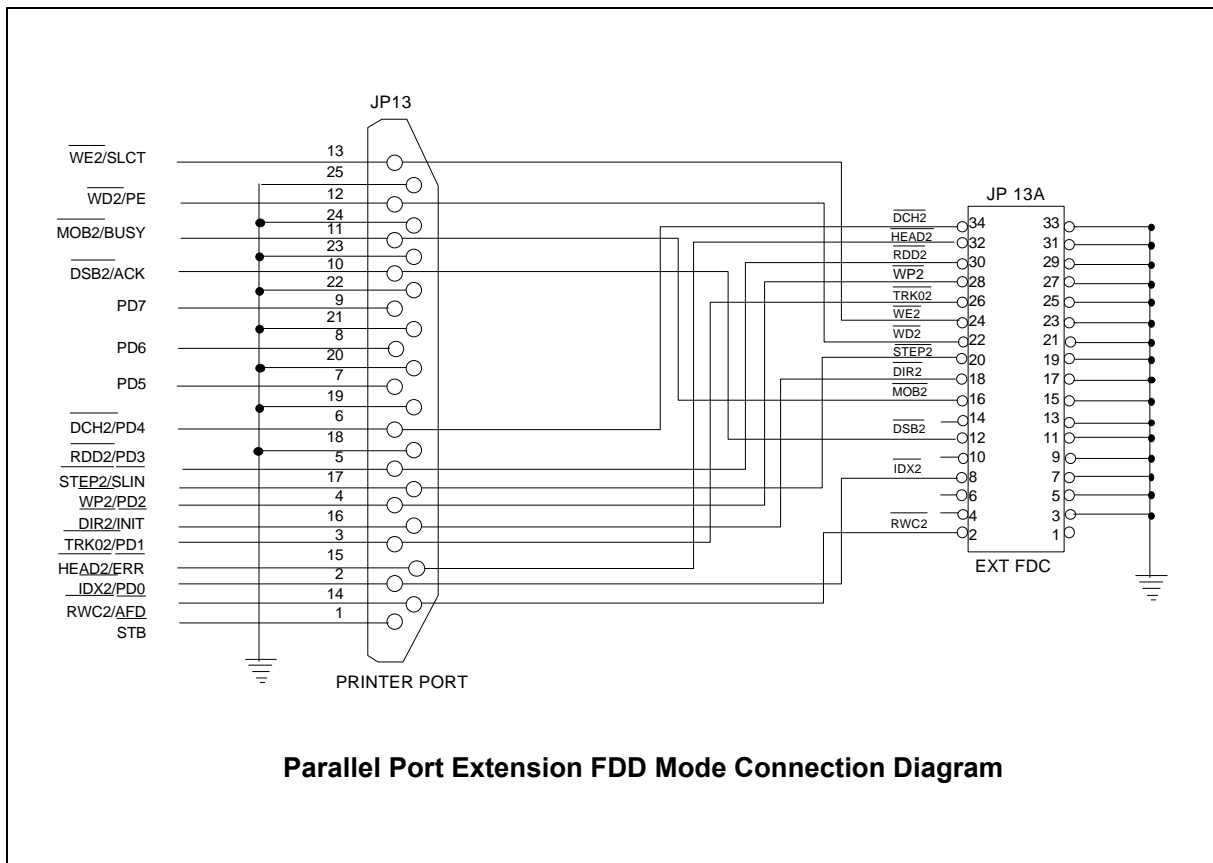 JP13
WE2/SLCT
13
25
WD2/PE
12
24
MOB2/BUSY
11
23
DSB2/ACK
10
22
PD7
9
21
PD6
8
20
PD5
7
19
DCH2/PD4
6
18
RDD2/PD3
5
STEP2/SLIN
17
WP2/PD2
4
DIR2/INIT
16
TRK02/PD1
3
HEAD2/ERR
15
IDX2/PD0
2
RWC2/AFD
14
STB
1
PRINTER PORT
JP 13A
DCH2
34 33
HEAD2
32 31
RDD2
30 29
WP2
28 27
TRK02
26 25
WE2
24 23
WD2
22 21
STEP2
20 19
DIR2
18 17
MOB2
16 15
14 13
DSB2
12 11
10 9
IDX2
8 7
6 5
4 3
RWC2
2 1
EXT FDC
Parallel Port Extension FDD Mode Connection Diagram